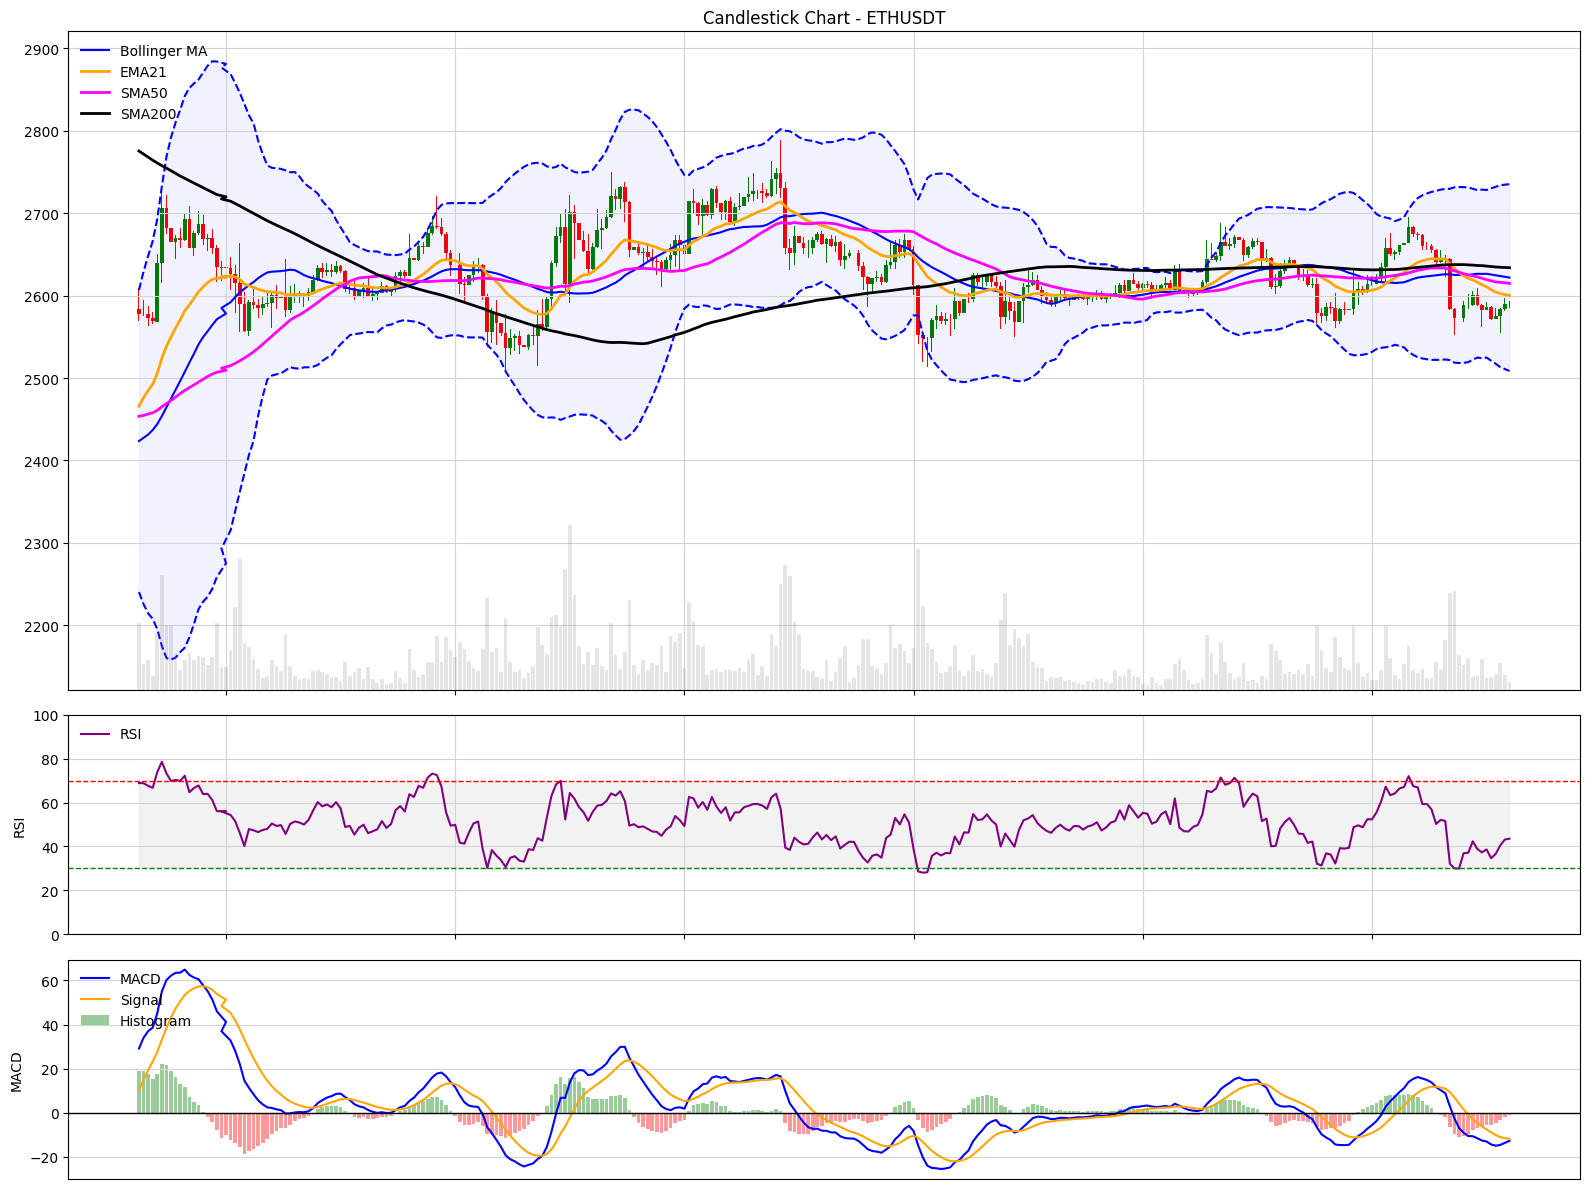 Candlestick Chart - ETHUSDT
2900
2800
2700
2600
2500
2400
2300
2200
Bollinger MA
EMA21
SMA50
SMA200
100
80
60
40
20
0
RSI
RSI
60
40
20
0
−20
MACD
MACD
Signal
Histogram